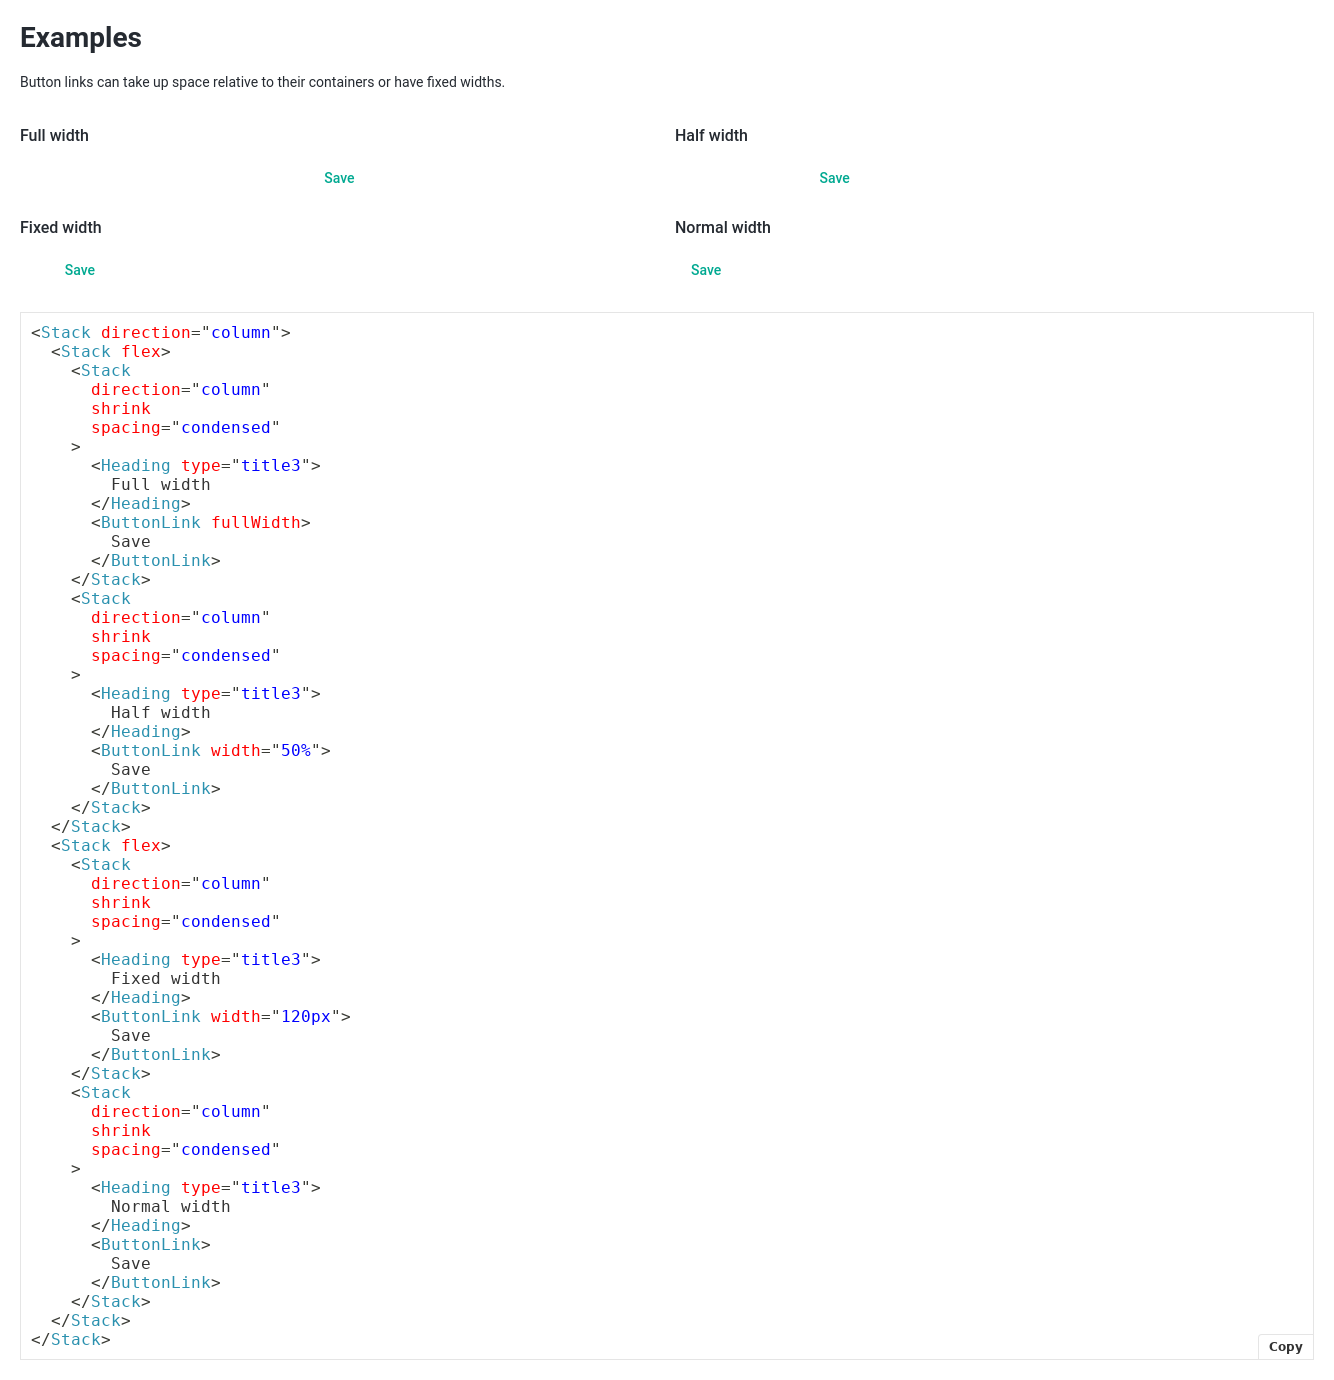 Examples
Button links can take up space relative to their containers or have fixed widths.
Full width
Half width
Save
Save
Fixed width
Normal width
Save
Save
<Stack direction="column">
  <Stack flex>
    <Stack
      direction="column"
      shrink
      spacing="condensed"
    >
      <Heading type="title3">
        Full width
      </Heading>
      <ButtonLink fullWidth>
        Save
      </ButtonLink>
    </Stack>
    <Stack
      direction="column"
      shrink
      spacing="condensed"
    >
      <Heading type="title3">
        Half width
      </Heading>
      <ButtonLink width="50%">
        Save
      </ButtonLink>
    </Stack>
  </Stack>
  <Stack flex>
    <Stack
      direction="column"
      shrink
      spacing="condensed"
    >
      <Heading type="title3">
        Fixed width
      </Heading>
      <ButtonLink width="120px">
        Save
      </ButtonLink>
    </Stack>
    <Stack
      direction="column"
      shrink
      spacing="condensed"
    >
      <Heading type="title3">
        Normal width
      </Heading>
      <ButtonLink>
        Save
      </ButtonLink>
    </Stack>
  </Stack>
</Stack>
Copy